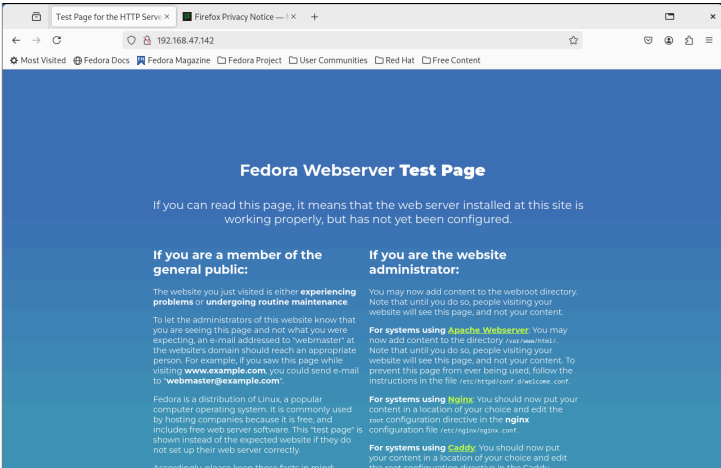 Test Page for the HTTP Serve
Firefox Privacy Notice —
192.168.47.142
Most Visited
Fedora Docs
Fedora Magazine
Fedora Project
User Communities
Red Hat
Free Content
Fedora Webserver Test Page
If you can read this page, it means that the web server installed at this site is
working properly, but has not yet been configured.
If you are a member of the
general public:
The website you just visited is either experiencing
problems or undergoing routine maintenance.
To let the administrators of this website know that
you are seeing this page and not what you were
expecting, an e-mail addressed to "webmaster" at
the website's domain should reach an appropriate
person. For example, if you saw this page while
visiting www.example.com, you could send e-mail
to "webmaster@example.com".
Fedora is a distribution of Linux, a popular
computer operating system. It is commonly used
by hosting companies because it is free, and
includes free web server software. This "test page" is
shown instead of the expected website if they do
not set up their web server correctly.
Accordingly, please keep these facts in mind:
If you are the website
administrator:
You may now add content to the webroot directory.
Note that until you do so, people visiting your
website will see this page, and not your content.
For systems using Apache Webserver: You may
now add content to the directory /var/www/html/.
Note that until you do so, people visiting your
website will see this page, and not your content. To
prevent this page from ever being used, follow the
instructions in the file /etc/httpd/conf.d/welcome.conf.
For systems using Nginx: You should now put your
content in a location of your choice and edit the
root configuration directive in the nginx
configuration file /etc/nginx/nginx.conf.
For systems using Caddy: You should now put
your content in a location of your choice and edit
the root configuration directive in the Caddy